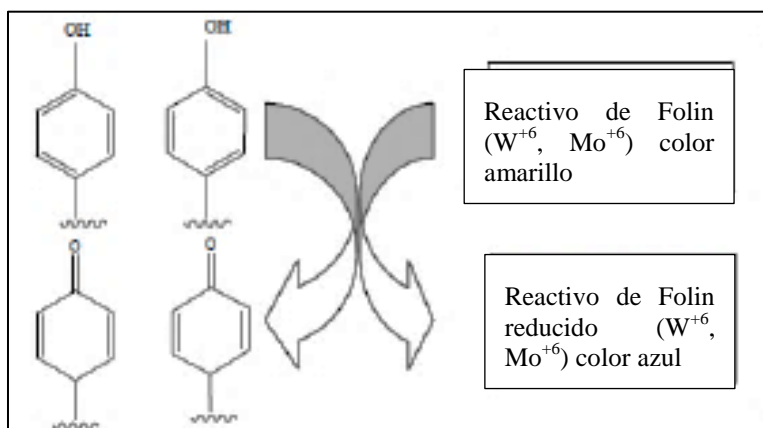 OH OH
Reactivo de Folin
(W+6, Mo+6) color
amarillo
O O
Reactivo de Folin
reducido (W+6,
Mo+6) color azul